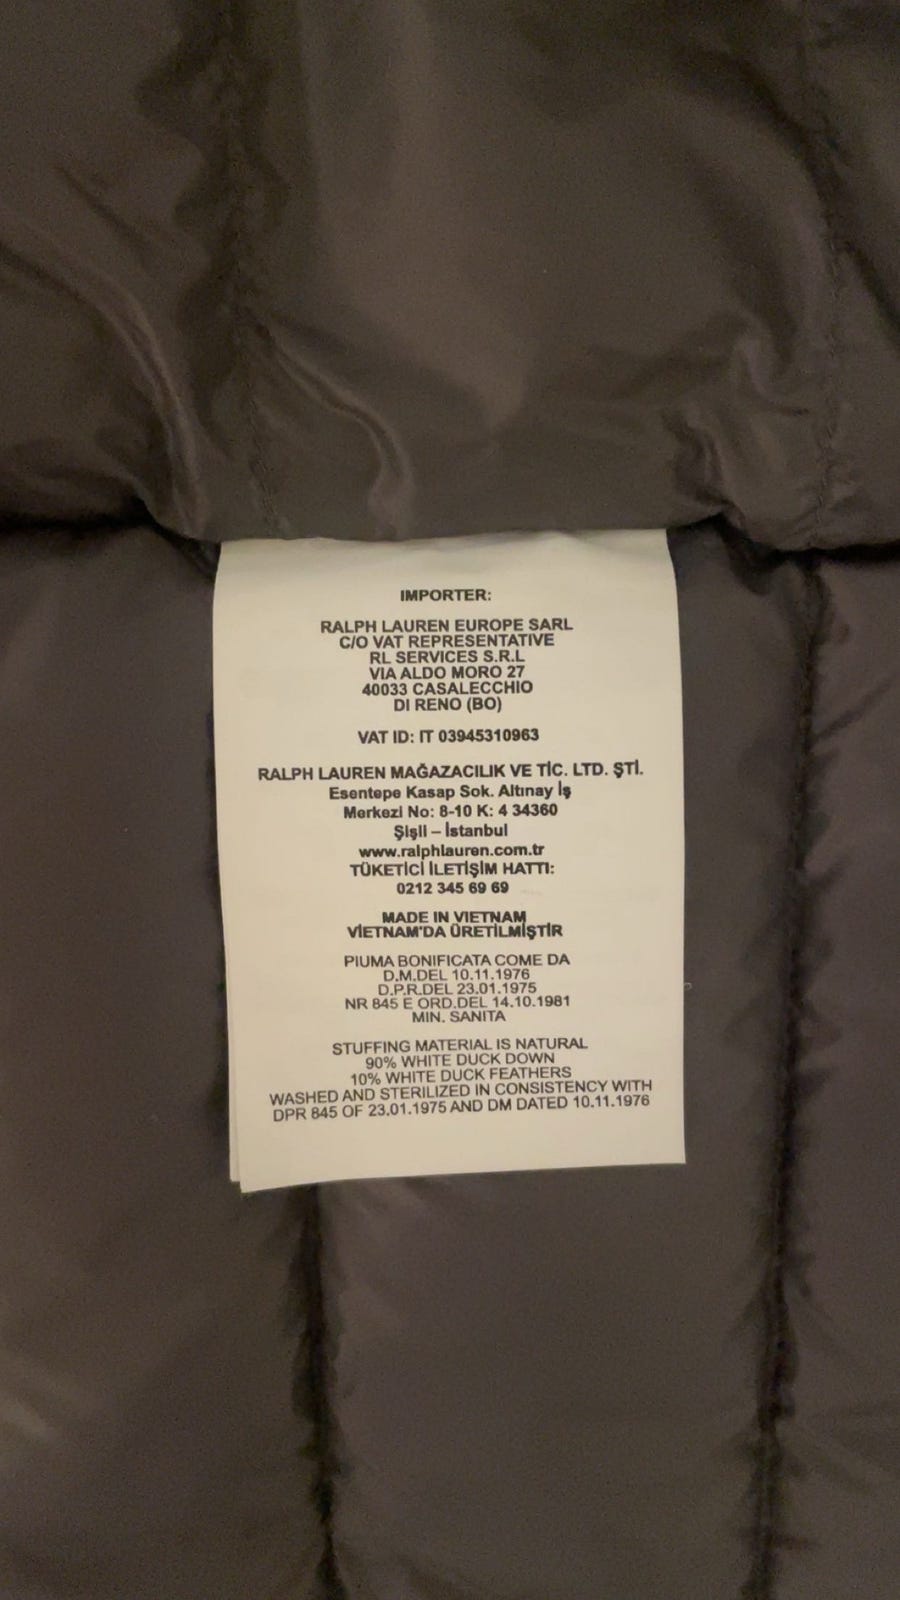 IMPORTER:
RALPH LAUREN EUROPE SARL
C/O VAT REPRESENTATIVE
RL SERVICES S.R.L
VIA ALDO MORO 27
40033 CASALECCHIO
DI RENO (BO)
VAT ID: IT 03945310963
RALPH LAUREN MAĞAZACILIK VE TİC. LTD. ŞTİ.
Esentepe Kasap Sok. Altınay İş
Merkezi No: 8-10 K: 4 34360
Şişli – İstanbul
www.ralphlauren.com.tr
TÜKETİCİ İLETİŞİM HATTI:
0212 345 69 69
MADE IN VIETNAM
VİETNAM'DA ÜRETİLMİŞTİR
PIUMA BONIFICATA COME DA
D.M.DEL 10.11.1976
D.P.R.DEL 23.01.1975
NR 845 E ORD.DEL 14.10.1981
MIN. SANITA
STUFFING MATERIAL IS NATURAL
90% WHITE DUCK DOWN
10% WHITE DUCK FEATHERS
WASHED AND STERILIZED IN CONSISTENCY WITH
DPR 845 OF 23.01.1975 AND DM DATED 10.11.1976